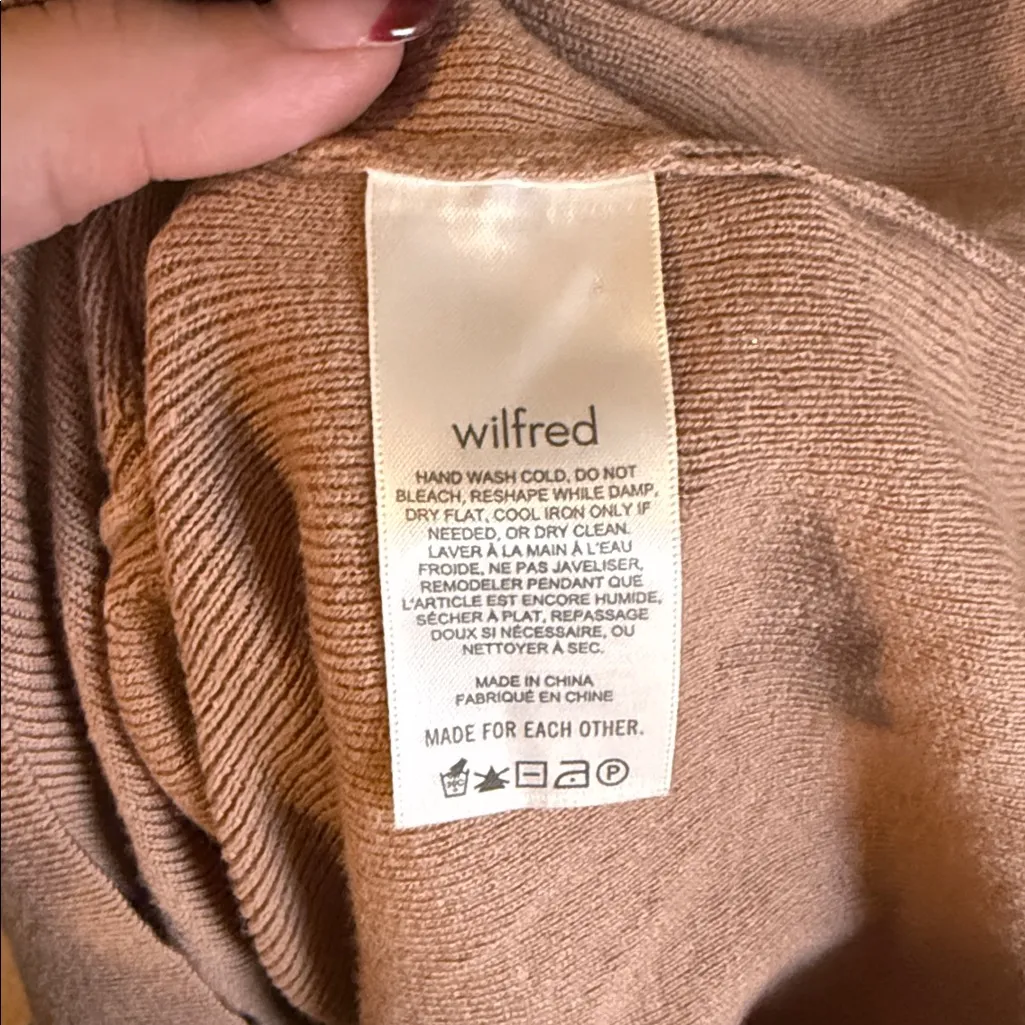 wilfred
HAND WASH COLD, DO NOT
BLEACH, RESHAPE WHILE DAMP,
DRY FLAT, COOL IRON ONLY IF
NEEDED, OR DRY CLEAN.
LAVER À LA MAIN À L'EAU
FROIDE, NE PAS JAVELISER,
REMODELER PENDANT QUE
L'ARTICLE EST ENCORE HUMIDE,
SÉCHER À PLAT, REPASSAGE
DOUX SI NÉCESSAIRE, OU
NETTOYER À SEC.
MADE IN CHINA
FABRIQUÉ EN CHINE
MADE FOR EACH OTHER.
P